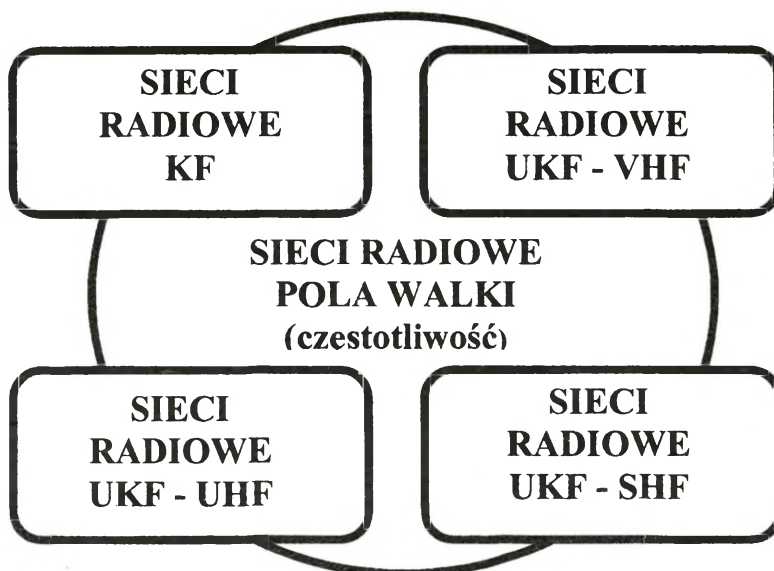 SIECI
RADIOWE
KF
SIECI
RADIOWE
UKF - VHF
SIECI RADIOWE
POLA WALKI
(czestotliwość)
SIECI
RADIOWE
UKF - UHF
SIECI
RADIOWE
UKF - SHF